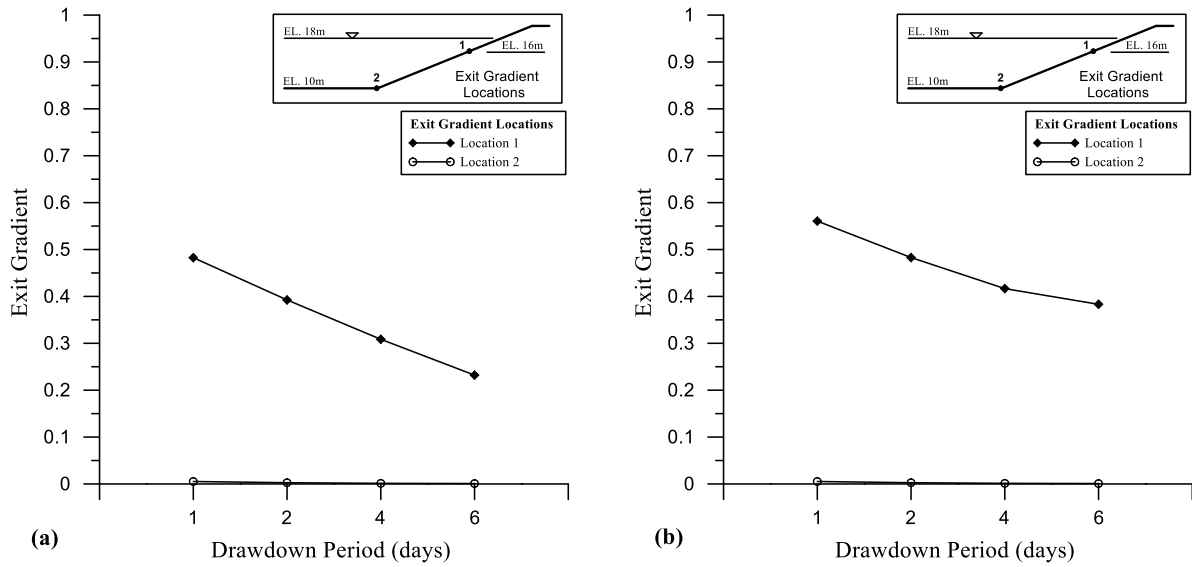 1
0.9
0.8
0.7
0.6
0.5
0.4
0.3
0.2
0.1
0
Exit Gradient
EL. 18m
1
EL. 16m
EL. 10m
2
Exit Gradient
Locations
Exit Gradient Locations
Location 1
Location 2
1 2 4 6
(a)
Drawdown Period (days)
1
0.9
0.8
0.7
0.6
0.5
0.4
0.3
0.2
0.1
0
Exit Gradient
EL. 18m
1
EL. 16m
EL. 10m
2
Exit Gradient
Locations
Exit Gradient Locations
Location 1
Location 2
1 2 4 6
(b)
Drawdown Period (days)